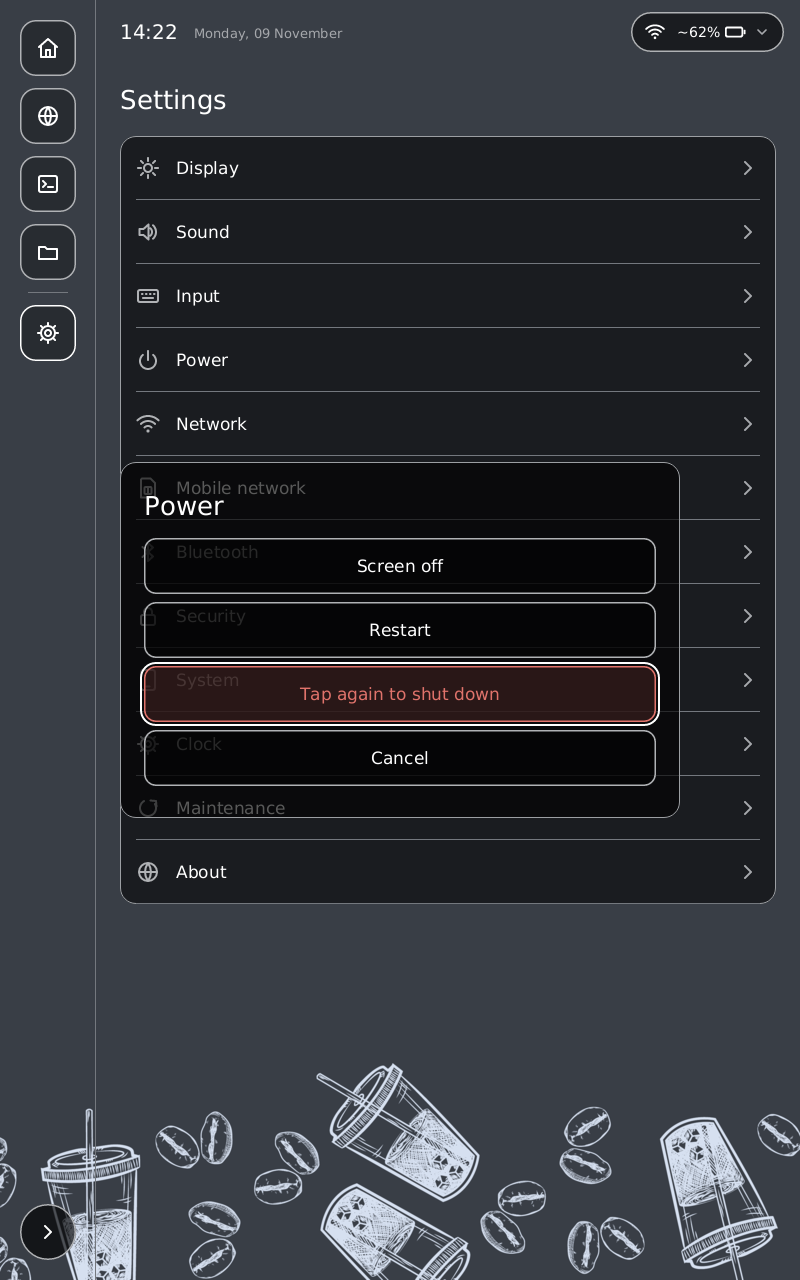 14:22 Monday, 09 November ~62%
Settings
Display
Sound
Input
Power
Network
Mobile network
Power
Bluetooth
Screen off
Security
Restart
System
Tap again to shut down
Clock
Cancel
Maintenance
About